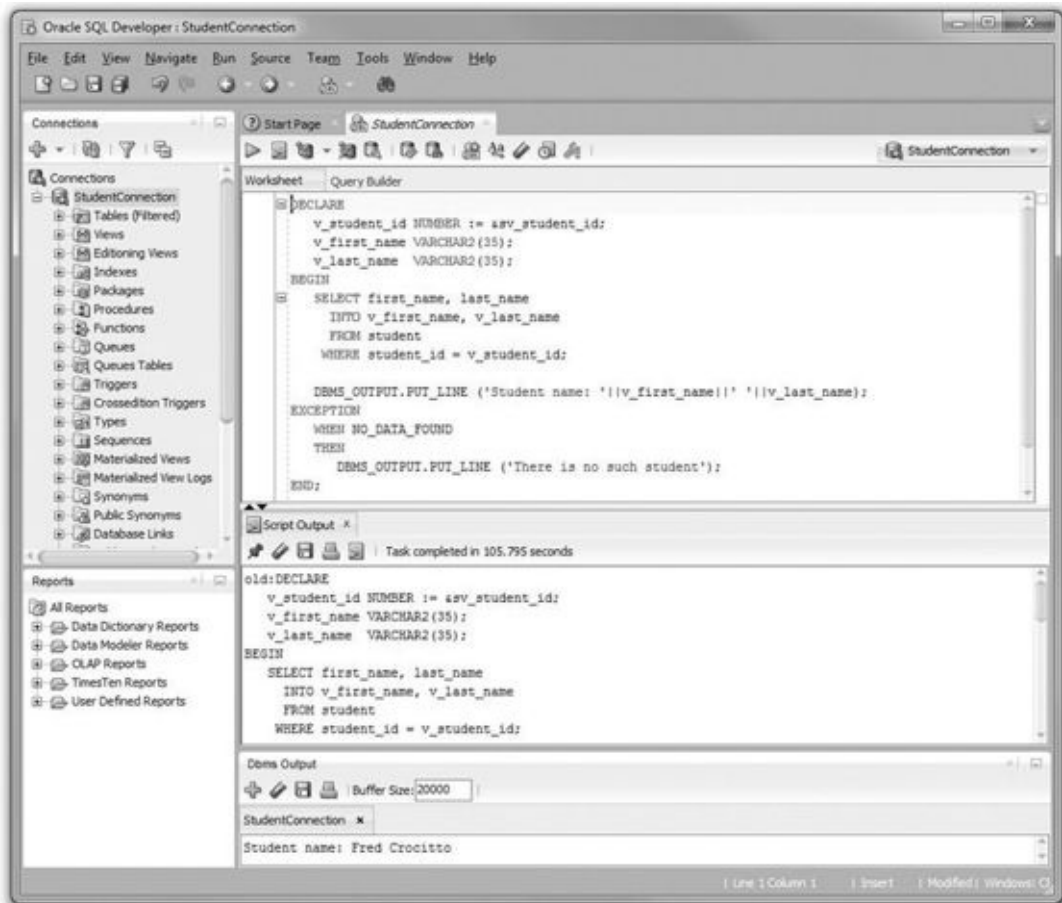 Oracle SQL Developer : StudentConnection
File Edit View Navigate Run Source Team Tools Window Help
Connections
Connections
StudentConnection
Tables (Filtered)
Views
Editioning Views
Indexes
Packages
Procedures
Functions
Queues
Queues Tables
Triggers
Crossedition Triggers
Types
Sequences
Materialized Views
Materialized View Logs
Synonyms
Public Synonyms
Database Links
Reports
All Reports
Data Dictionary Reports
Data Modeler Reports
OLAP Reports
TimesTen Reports
User Defined Reports
Start Page StudentConnection
StudentConnection
Worksheet Query Builder
DECLARE
v_student_id NUMBER := &sv_student_id;
v_first_name VARCHAR2(35);
v_last_name VARCHAR2(35);
BEGIN
SELECT first_name, last_name
INTO v_first_name, v_last_name
FROM student
WHERE student_id = v_student_id;
DBMS_OUTPUT.PUT_LINE ('Student name: '||v_first_name||' '||v_last_name);
EXCEPTION
WHEN NO_DATA_FOUND
THEN
DBMS_OUTPUT.PUT_LINE ('There is no such student');
END;
Script Output
Task completed in 105.795 seconds
old:DECLARE
v_student_id NUMBER := &sv_student_id;
v_first_name VARCHAR2(35);
v_last_name VARCHAR2(35);
BEGIN
SELECT first_name, last_name
INTO v_first_name, v_last_name
FROM student
WHERE student_id = v_student_id;
Dbms Output
Buffer Size: 20000
StudentConnection
Student name: Fred Crocitto
Line 1 Column 1 | Insert | Modified | Windows: